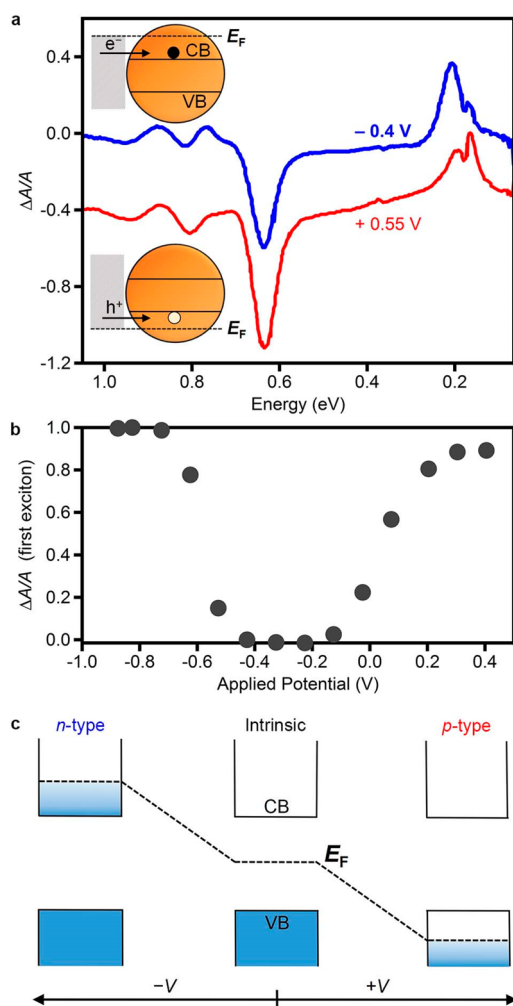 a
0.4
0.0
-0.4
-0.8
-1.2
ΔA/A
e⁻
CB
VB
E_F
– 0.4 V
+ 0.55 V
h⁺
E_F
1.0
0.8
0.6
0.4
0.2
Energy (eV)
b
1.0
0.8
0.6
0.4
0.2
0.0
ΔA/A (first exciton)
-1.0
-0.8
-0.6
-0.4
-0.2
0.0
0.2
0.4
Applied Potential (V)
c
n-type
Intrinsic
p-type
CB
E_F
VB
−V
+V